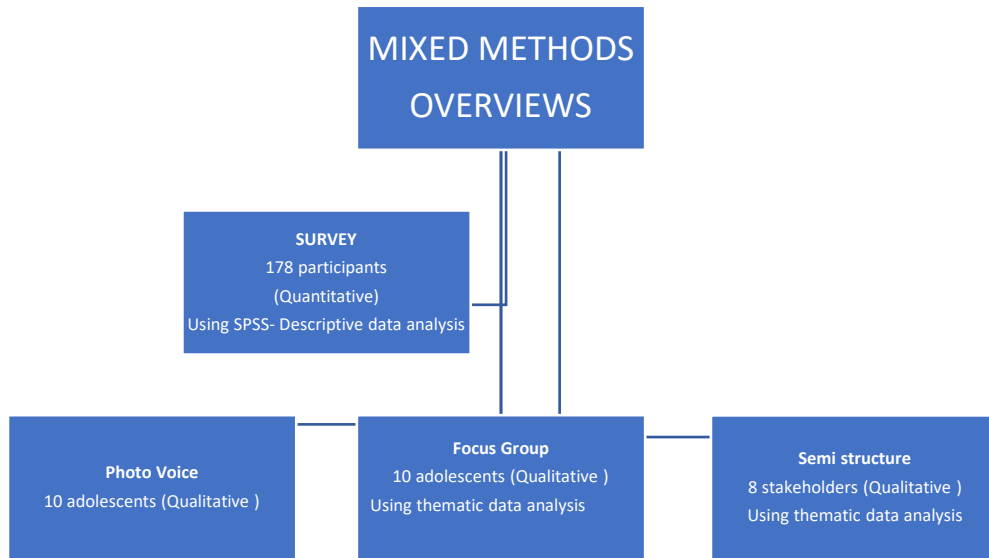 MIXED METHODS
OVERVIEWS
SURVEY
178 participants
(Quantitative)
Using SPSS- Descriptive data analysis
Photo Voice
10 adolescents (Qualitative )
Focus Group
10 adolescents (Qualitative )
Using thematic data analysis
Semi structure
8 stakeholders (Qualitative )
Using thematic data analysis